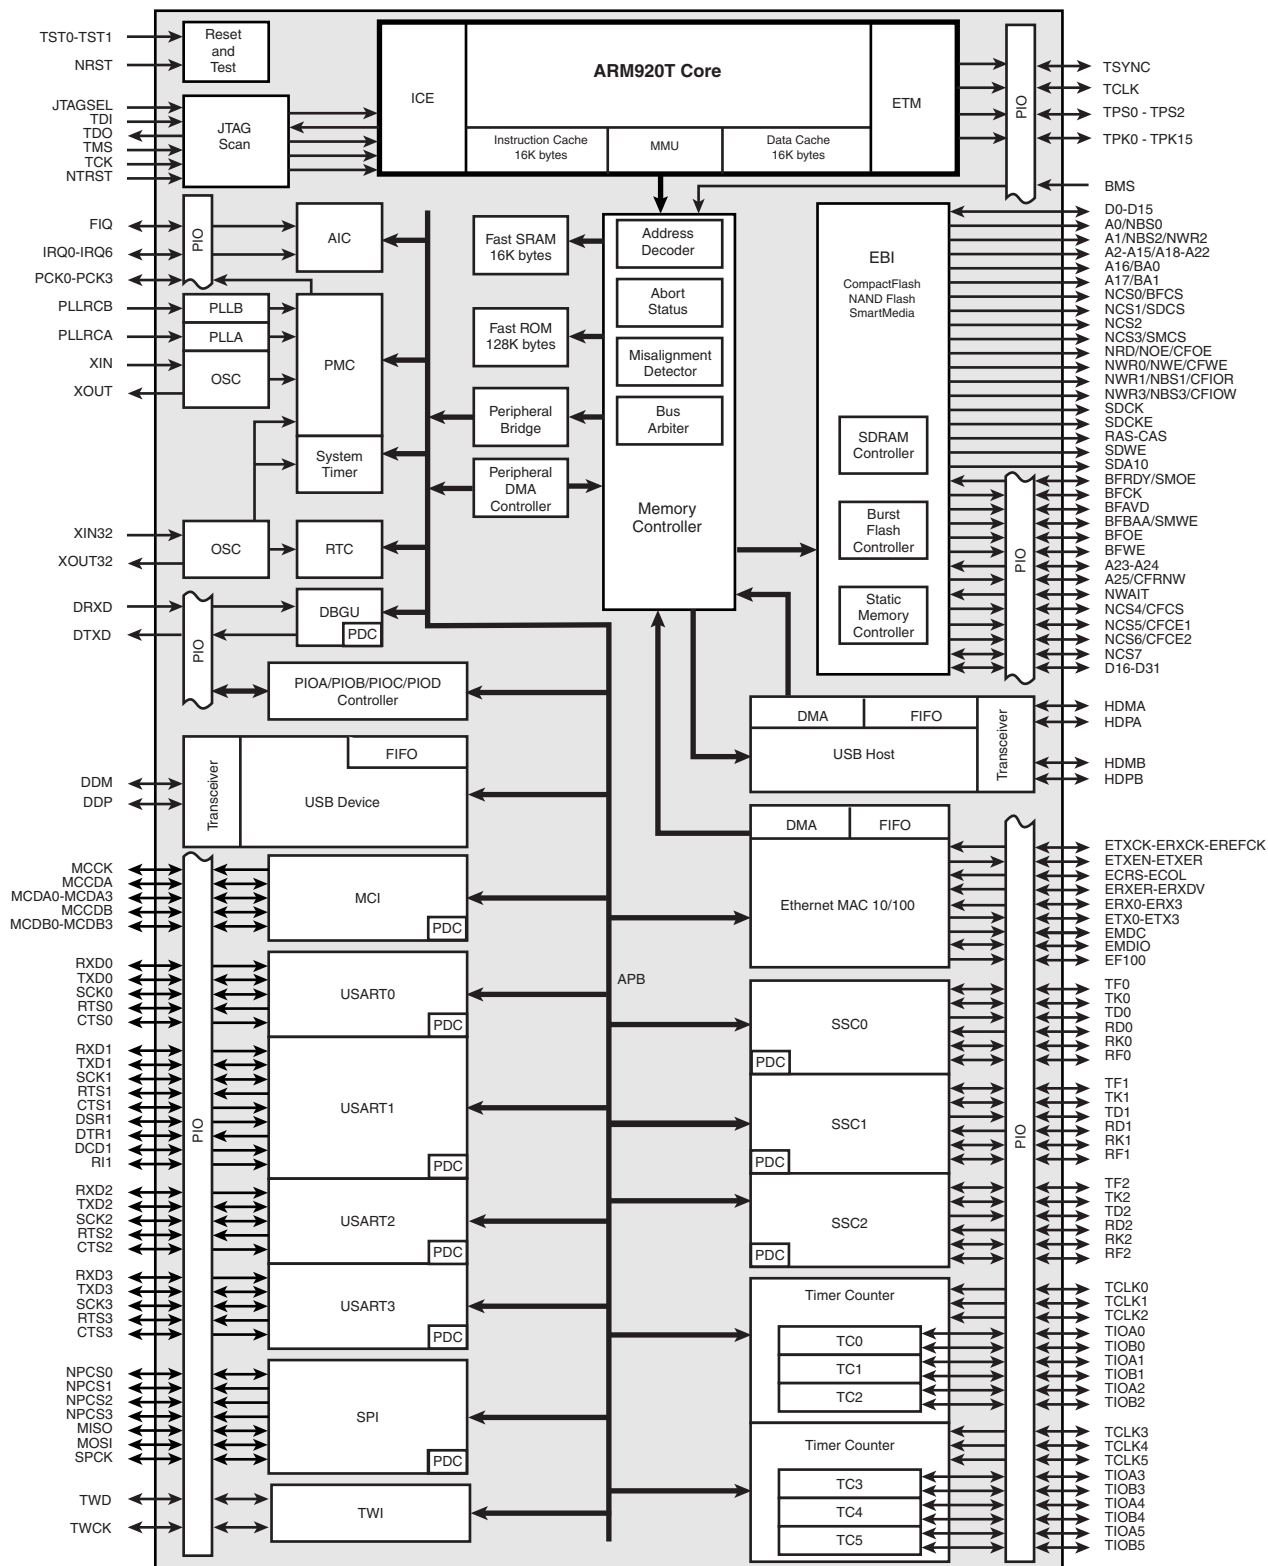 TST0-TST1
NRST
JTAGSEL
TDI
TDO
TMS
TCK
NTRST
FIQ
IRQ0-IRQ6
PCK0-PCK3
PLLRCB
PLLRCA
XIN
XOUT
XIN32
XOUT32
DRXD
DTXD
DDM
DDP
MCCK
MCCDA
MCDA0-MCDA3
MCCDB
MCDB0-MCDB3
RXD0
TXD0
SCK0
RTS0
CTS0
RXD1
TXD1
SCK1
RTS1
CTS1
DSR1
DTR1
DCD1
RI1
RXD2
TXD2
SCK2
RTS2
CTS2
RXD3
TXD3
SCK3
RTS3
CTS3
NPCS0
NPCS1
NPCS2
NPCS3
MISO
MOSI
SPCK
TWD
TWCK
Reset
and
Test
JTAG
Scan
PIO
AIC
PLLB
PLLA
OSC
PMC
System
Timer
OSC
RTC
DBGU
PDC
PIO
PIOA/PIOB/PIOC/PIOD
Controller
Transceiver
FIFO
USB Device
PIO
MCI
PDC
USART0
PDC
USART1
PDC
USART2
PDC
USART3
PDC
SPI
PDC
TWI
ICE
ARM920T Core
Instruction Cache
16K bytes
MMU
Data Cache
16K bytes
ETM
PIO
Fast SRAM
16K bytes
Fast ROM
128K bytes
Peripheral
Bridge
Peripheral
DMA
Controller
Address
Decoder
Abort
Status
Misalignment
Detector
Bus
Arbiter
Memory
Controller
EBI
CompactFlash
NAND Flash
SmartMedia
SDRAM
Controller
Burst
Flash
Controller
Static
Memory
Controller
PIO
DMA
FIFO
USB Host
Transceiver
DMA
FIFO
Ethernet MAC 10/100
APB
SSC0
PDC
SSC1
PDC
SSC2
PDC
PIO
Timer Counter
TC0
TC1
TC2
Timer Counter
TC3
TC4
TC5
TSYNC
TCLK
TPS0 - TPS2
TPK0 - TPK15
BMS
D0-D15
A0/NBS0
A1/NBS2/NWR2
A2-A15/A18-A22
A16/BA0
A17/BA1
NCS0/BFCS
NCS1/SDCS
NCS2
NCS3/SMCS
NRD/NOE/CFOE
NWR0/NWE/CFWE
NWR1/NBS1/CFIOR
NWR3/NBS3/CFIOW
SDCK
SDCKE
RAS-CAS
SDWE
SDA10
BFRDY/SMOE
BFCK
BFAVD
BFBAA/SMWE
BFOE
BFWE
A23-A24
A25/CFRNW
NWAIT
NCS4/CFCS
NCS5/CFCE1
NCS6/CFCE2
NCS7
D16-D31
HDMA
HDPA
HDMB
HDPB
ETXCK-ERXCK-EREFCK
ETXEN-ETXER
ECRS-ECOL
ERXER-ERXDV
ERX0-ERX3
ETX0-ETX3
EMDC
EMDIO
EF100
TF0
TK0
TD0
RD0
RK0
RF0
TF1
TK1
TD1
RD1
RK1
RF1
TF2
TK2
TD2
RD2
RK2
RF2
TCLK0
TCLK1
TCLK2
TIOA0
TIOB0
TIOA1
TIOB1
TIOA2
TIOB2
TCLK3
TCLK4
TCLK5
TIOA3
TIOB3
TIOA4
TIOB4
TIOA5
TIOB5